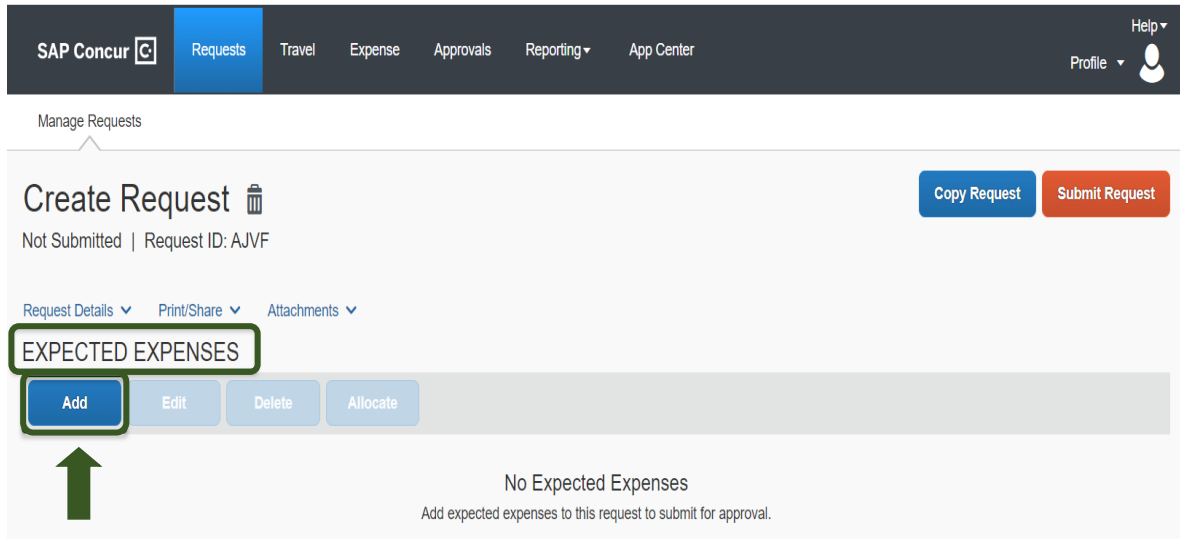 Help
SAP Concur C. Requests Travel Expense Approvals Reporting App Center Profile
Manage Requests
Create Request
Copy Request Submit Request
Not Submitted | Request ID: AJVF
Request Details Print/Share Attachments
EXPECTED EXPENSES
Add Edit Delete Allocate
No Expected Expenses
Add expected expenses to this request to submit for approval.